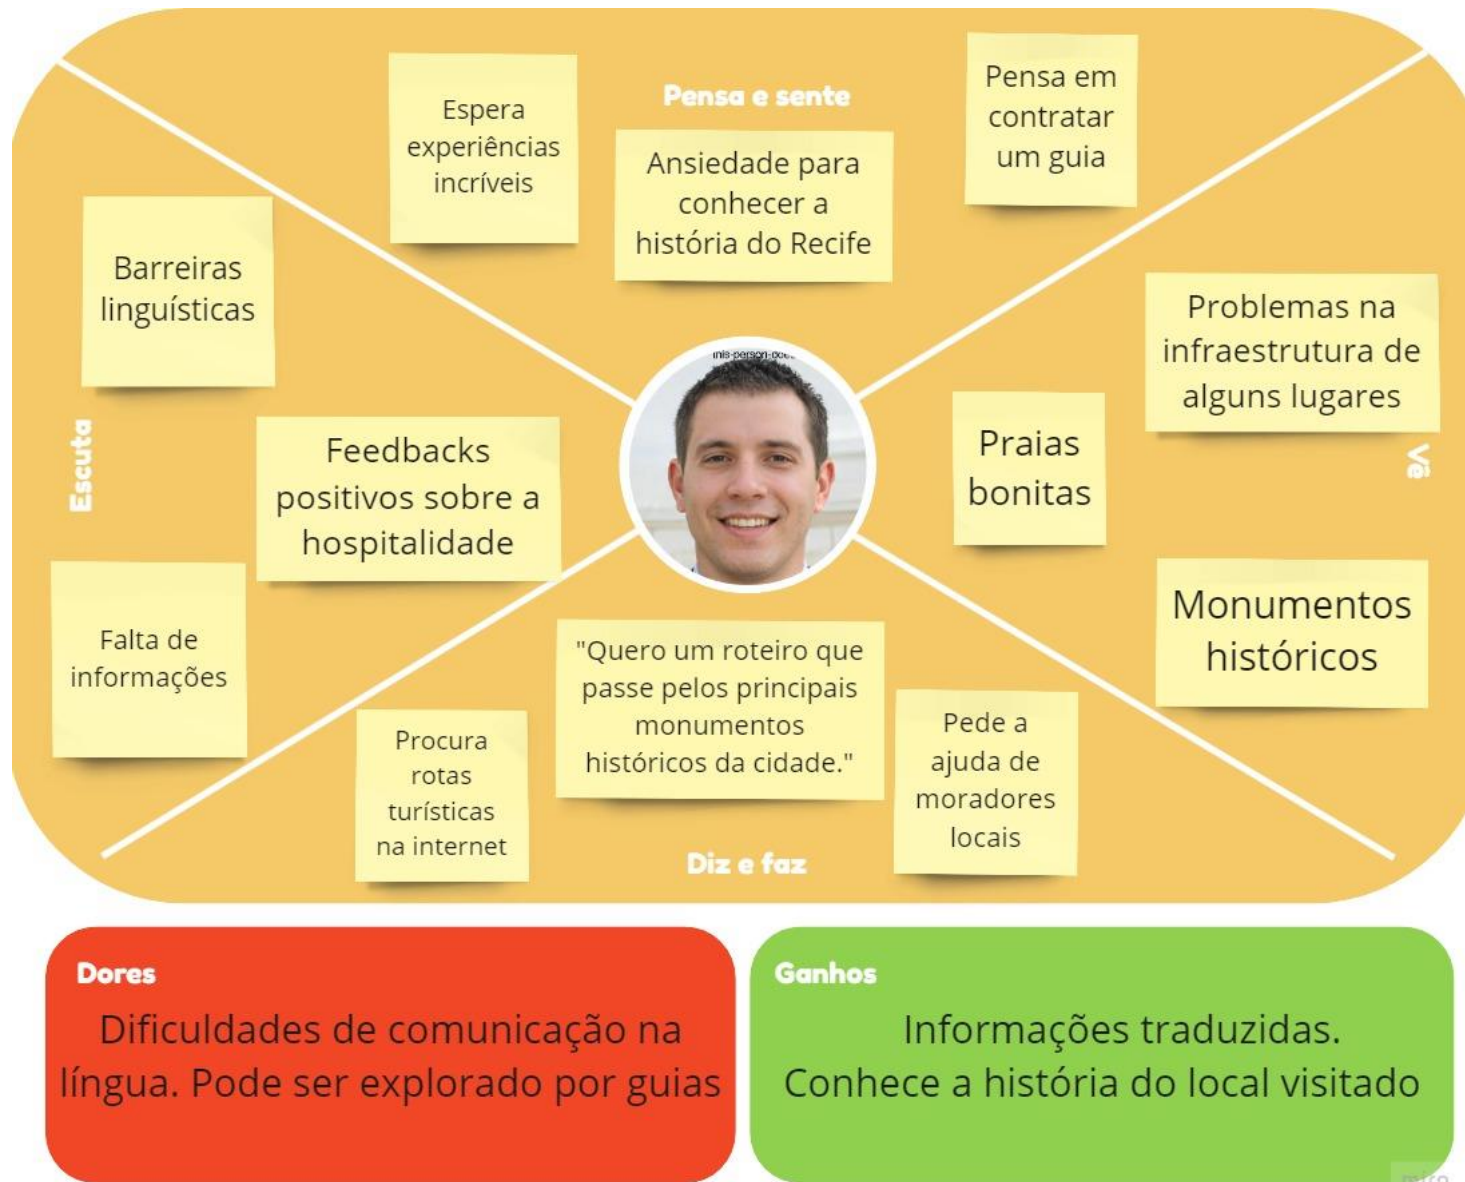 Pensa e sente
Espera
experiências
incríveis
Ansiedade para
conhecer a
história do Recife
Pensa em
contratar
um guia
Escuta
Barreiras
linguísticas
Feedbacks
positivos sobre a
hospitalidade
Falta de
informações
Vê
Problemas na
infraestrutura de
alguns lugares
Praias
bonitas
Monumentos
históricos
Diz e faz
Procura
rotas
turísticas
na internet
"Quero um roteiro que
passe pelos principais
monumentos
históricos da cidade."
Pede a
ajuda de
moradores
locais
Dores
Dificuldades de comunicação na
língua. Pode ser explorado por guias
Ganhos
Informações traduzidas.
Conhece a história do local visitado
miro